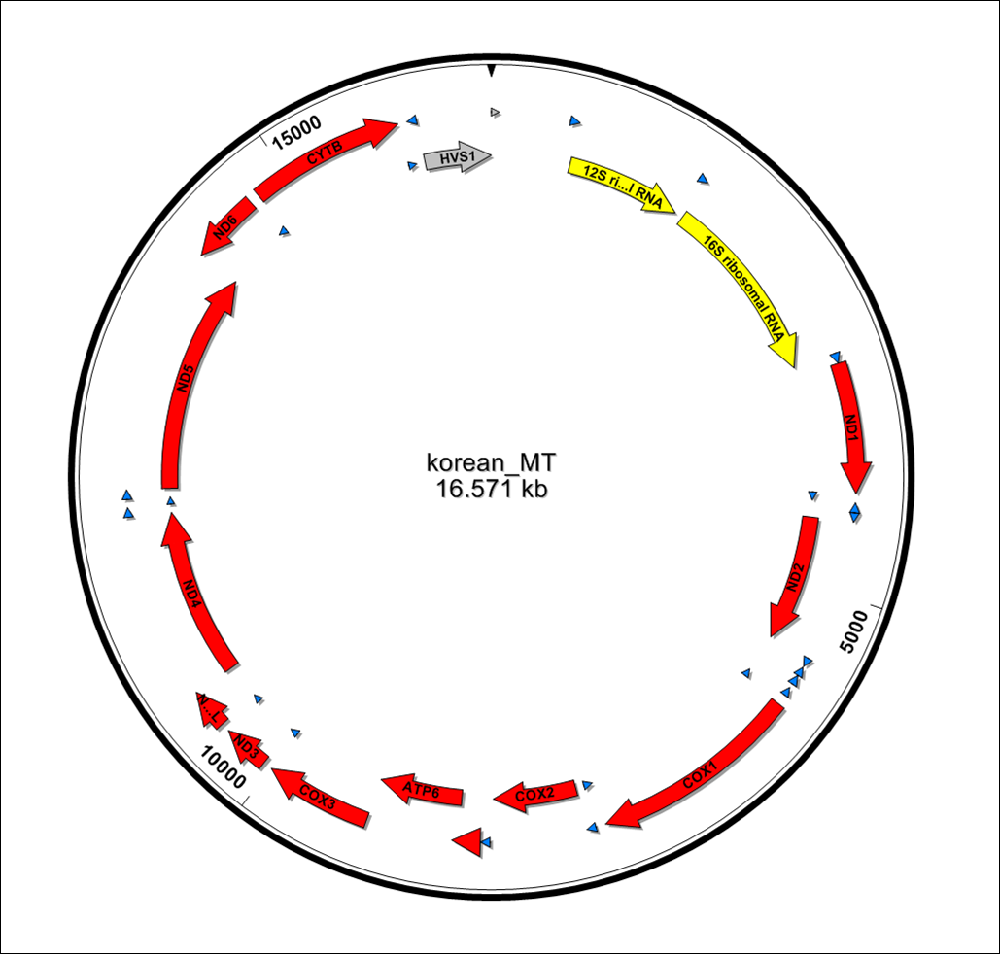 korean_MT
16.571 kb
HVS1
12S ri...l RNA
16S ribosomal RNA
ND1
ND2
5000
COX1
COX2
ATP6
COX3
10000
ND3
N...L
ND4
ND5
ND6
CYTB
15000